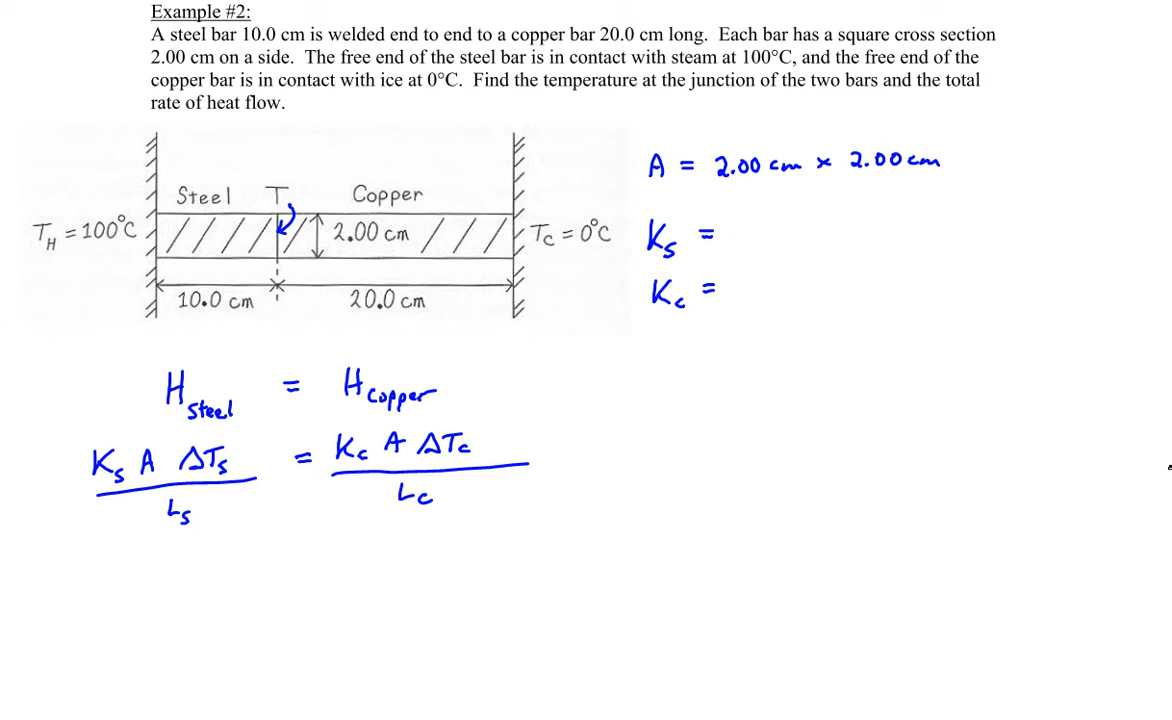 Example #2:
A steel bar 10.0 cm is welded end to end to a copper bar 20.0 cm long. Each bar has a square cross section
2.00 cm on a side. The free end of the steel bar is in contact with steam at 100°C, and the free end of the
copper bar is in contact with ice at 0°C. Find the temperature at the junction of the two bars and the total
rate of heat flow.
A = 2.00 cm × 2.00 cm
Steel T Copper
T_H = 100°C 2.00 cm T_C = 0°C
K_s =
K_c =
10.0 cm 20.0 cm
H_steel = H_copper
K_s A ΔT_s = K_c A ΔT_c
L_s L_c